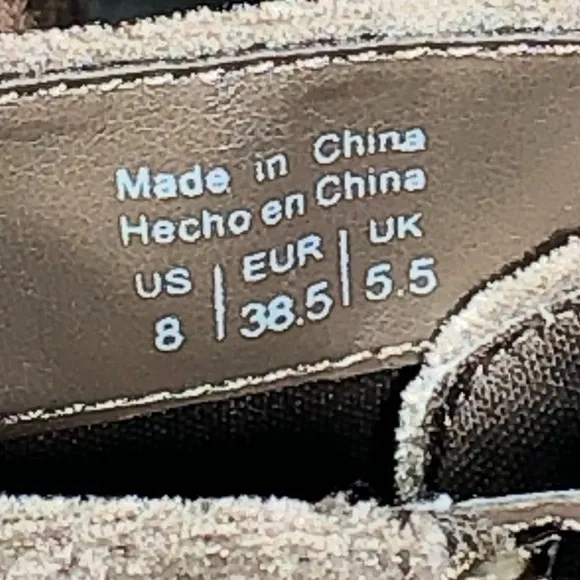 Made in China
Hecho en China
US | EUR | UK
8 | 38.5 | 5.5